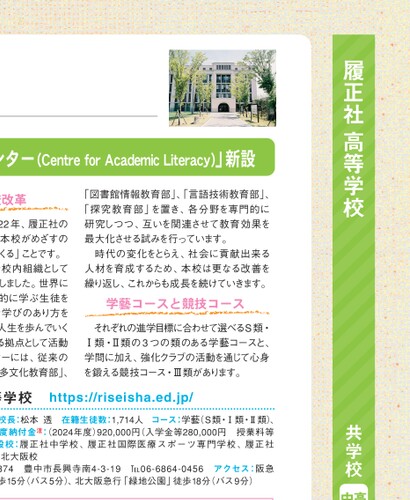 ンター(Centre for Academic Literacy)」新設
改革
22年、履正社の
本校がめざすの
くる」ことです。
校内組織として
しました。世界に
的に学ぶ生徒を
学びのあり方を
人生を歩んでいく
る拠点として活動
ーには、従来の
多文化教育部」、
「図書館情報教育部」、「言語技術教育部」、
「探究教育部」を置き、各分野を専門的に
研究しつつ、互いを関連させて教育効果を
最大化させる試みを行っています。
時代の変化をとらえ、社会に貢献出来る
人材を育成するため、本校は更なる改善を
繰り返し、これからも成長を続けていきます。
学藝コースと競技コース
それぞれの進学目標に合わせて選べるS類・
Ⅰ類・Ⅱ類の3つの類のある学藝コースと、
学問に加え、強化クラブの活動を通じて心身
を鍛える競技コース・Ⅲ類があります。
等学校 https://riseisha.ed.jp/
校長:松本 透 在籍生徒数:1,714人 コース:学藝(S類・Ⅰ類・Ⅱ類)、
度納付金注:(2024年度)920,000円(入学金等280,000円 授業料等
設校:履正社中学校、履正社国際医療スポーツ専門学校、履正社
北大阪校
874 豊中市長興寺南4-3-19 TEL06-6864-0456 アクセス:阪急
歩15分(バス5分)、北大阪急行「緑地公園」徒歩18分(バス9分)
履正社 高等学校
共学校
中高